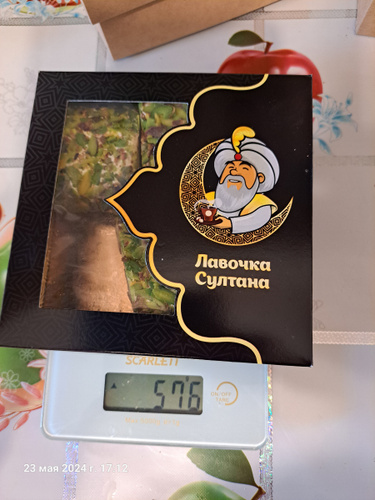 Лавочка
Султана
SCARLETT
576
23 мая 2024 г. 17:12